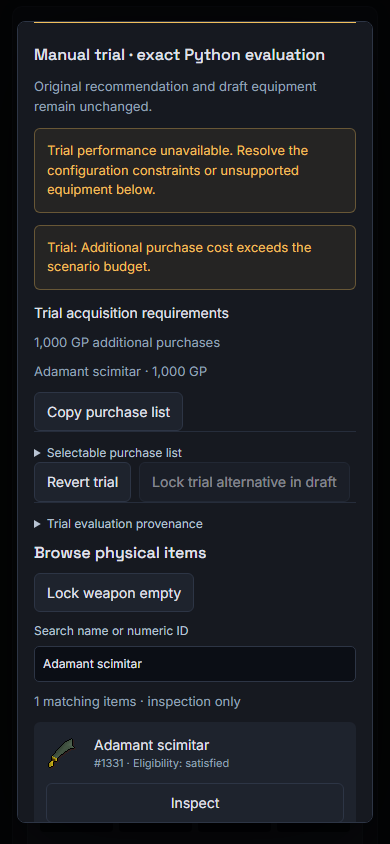 Manual trial · exact Python evaluation
Original recommendation and draft equipment
remain unchanged.
Trial performance unavailable. Resolve the
configuration constraints or unsupported
equipment below.
Trial: Additional purchase cost exceeds the
scenario budget.
Trial acquisition requirements
1,000 GP additional purchases
Adamant scimitar · 1,000 GP
Copy purchase list
Selectable purchase list
Revert trial
Lock trial alternative in draft
Trial evaluation provenance
Browse physical items
Lock weapon empty
Search name or numeric ID
Adamant scimitar
1 matching items · inspection only
Adamant scimitar
#1331 · Eligibility: satisfied
Inspect